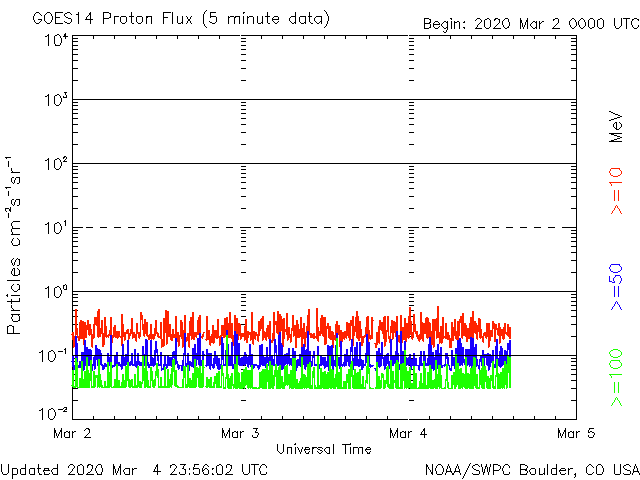 GOES14 Proton Flux (5 minute data)
Begin: 2020 Mar 2 0000 UTC
10⁴
10³
10²
10¹
10⁰
10⁻¹
10⁻²
Particles cm⁻²s⁻¹sr⁻¹
MeV
>=10
>=50
>=100
Mar 2
Mar 3
Mar 4
Mar 5
Universal Time
Updated 2020 Mar 4 23:56:02 UTC
NOAA/SWPC Boulder, CO USA